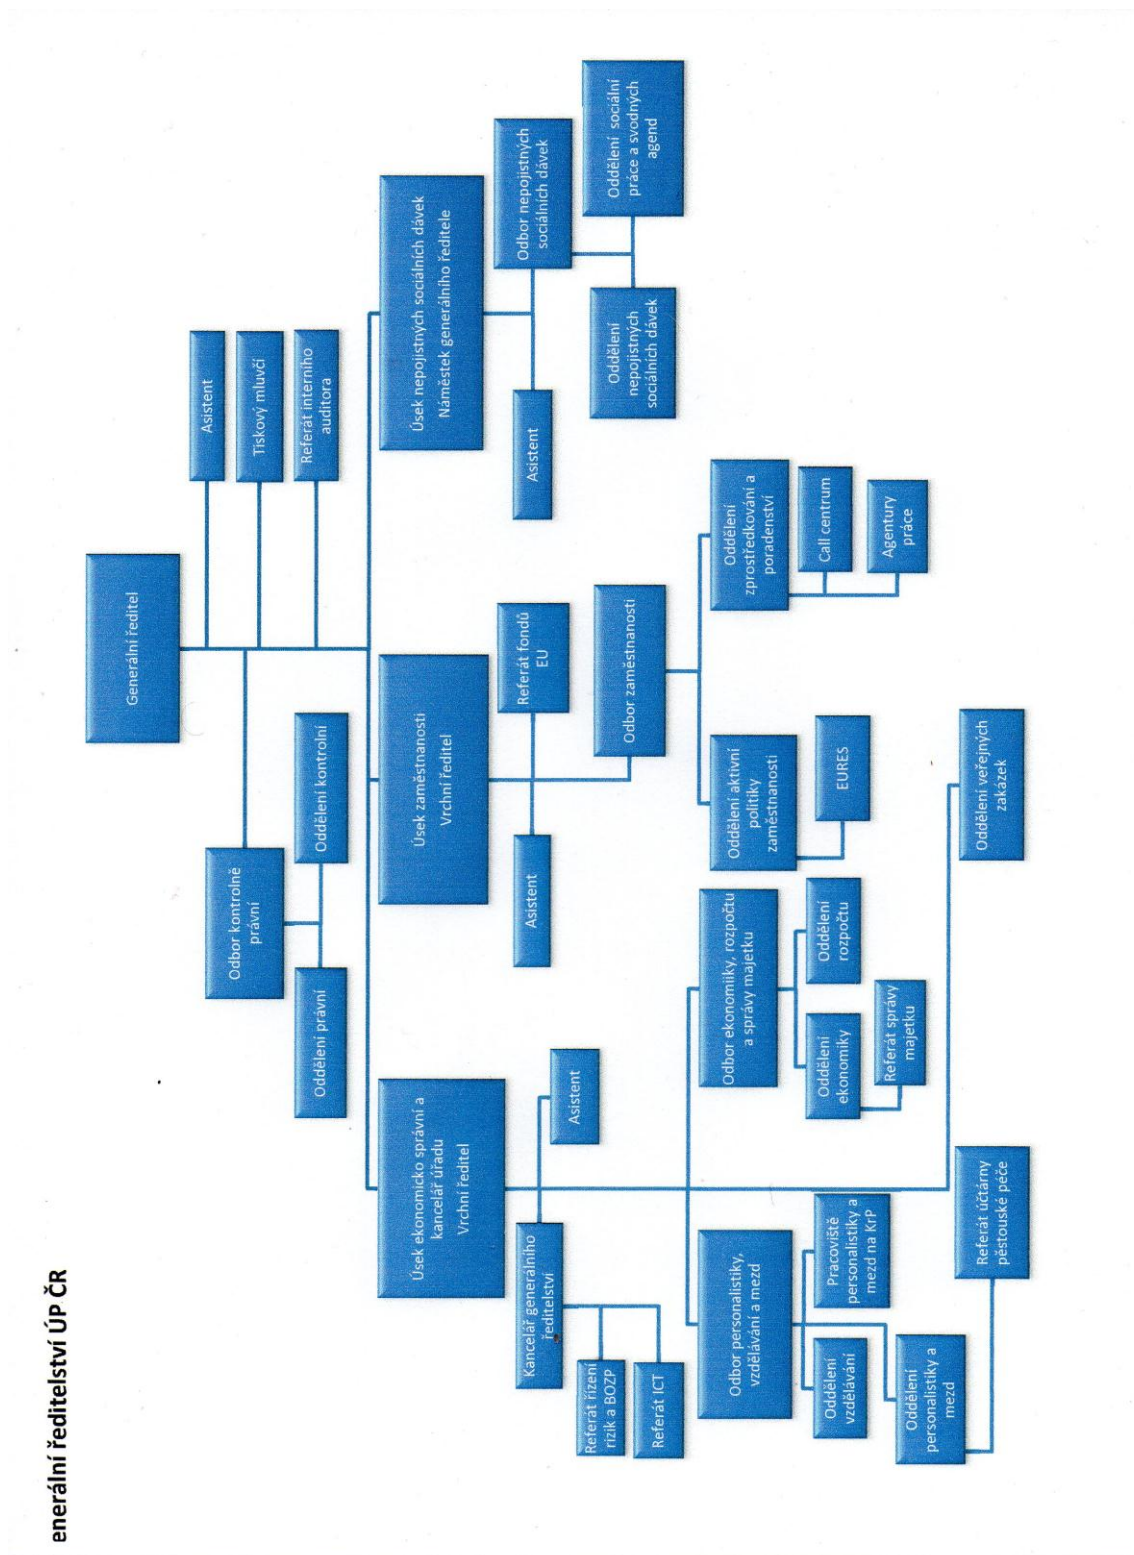 enerální ředitelství ÚP ČR
Generální ředitel
Asistent
Tiskový mluvčí
Referát interního
auditora
Odbor kontrolně
právní
Oddělení právní
Oddělení kontrolní
Úsek ekonomicko správní a
kancelář úřadu
Vrchní ředitel
Úsek zaměstnanosti
Vrchní ředitel
Úsek nepojistných sociálních dávek
Náměstek generálního ředitele
Kancelář generálního
ředitelství
Asistent
Referát řízení
rizik a BOZP
Referát ICT
Asistent
Referát fondů
EU
Asistent
Odbor nepojistných
sociálních dávek
Oddělení
nepojistných
sociálních dávek
Oddělení sociální
práce a svodných
agend
Odbor zaměstnanosti
Odbor personalistiky,
vzdělávání a mezd
Odbor ekonomiiky, rozpočtu
a správy majetku
Oddělení aktivní
politiky
zaměstnanosti
Oddělení
zprostředkování a
poradenství
Oddělení
vzdělávání
Pracoviště
personalistiky a
mezd na KrP
Oddělení
ekonomiky
Oddělení
rozpočtu
EURES
Call centrum
Oddělení
personalistiky a
mezd
Referát správy
majetku
Agentury
práce
Referát účtárny
pěstouské péče
Oddělení veřejných
zakázek